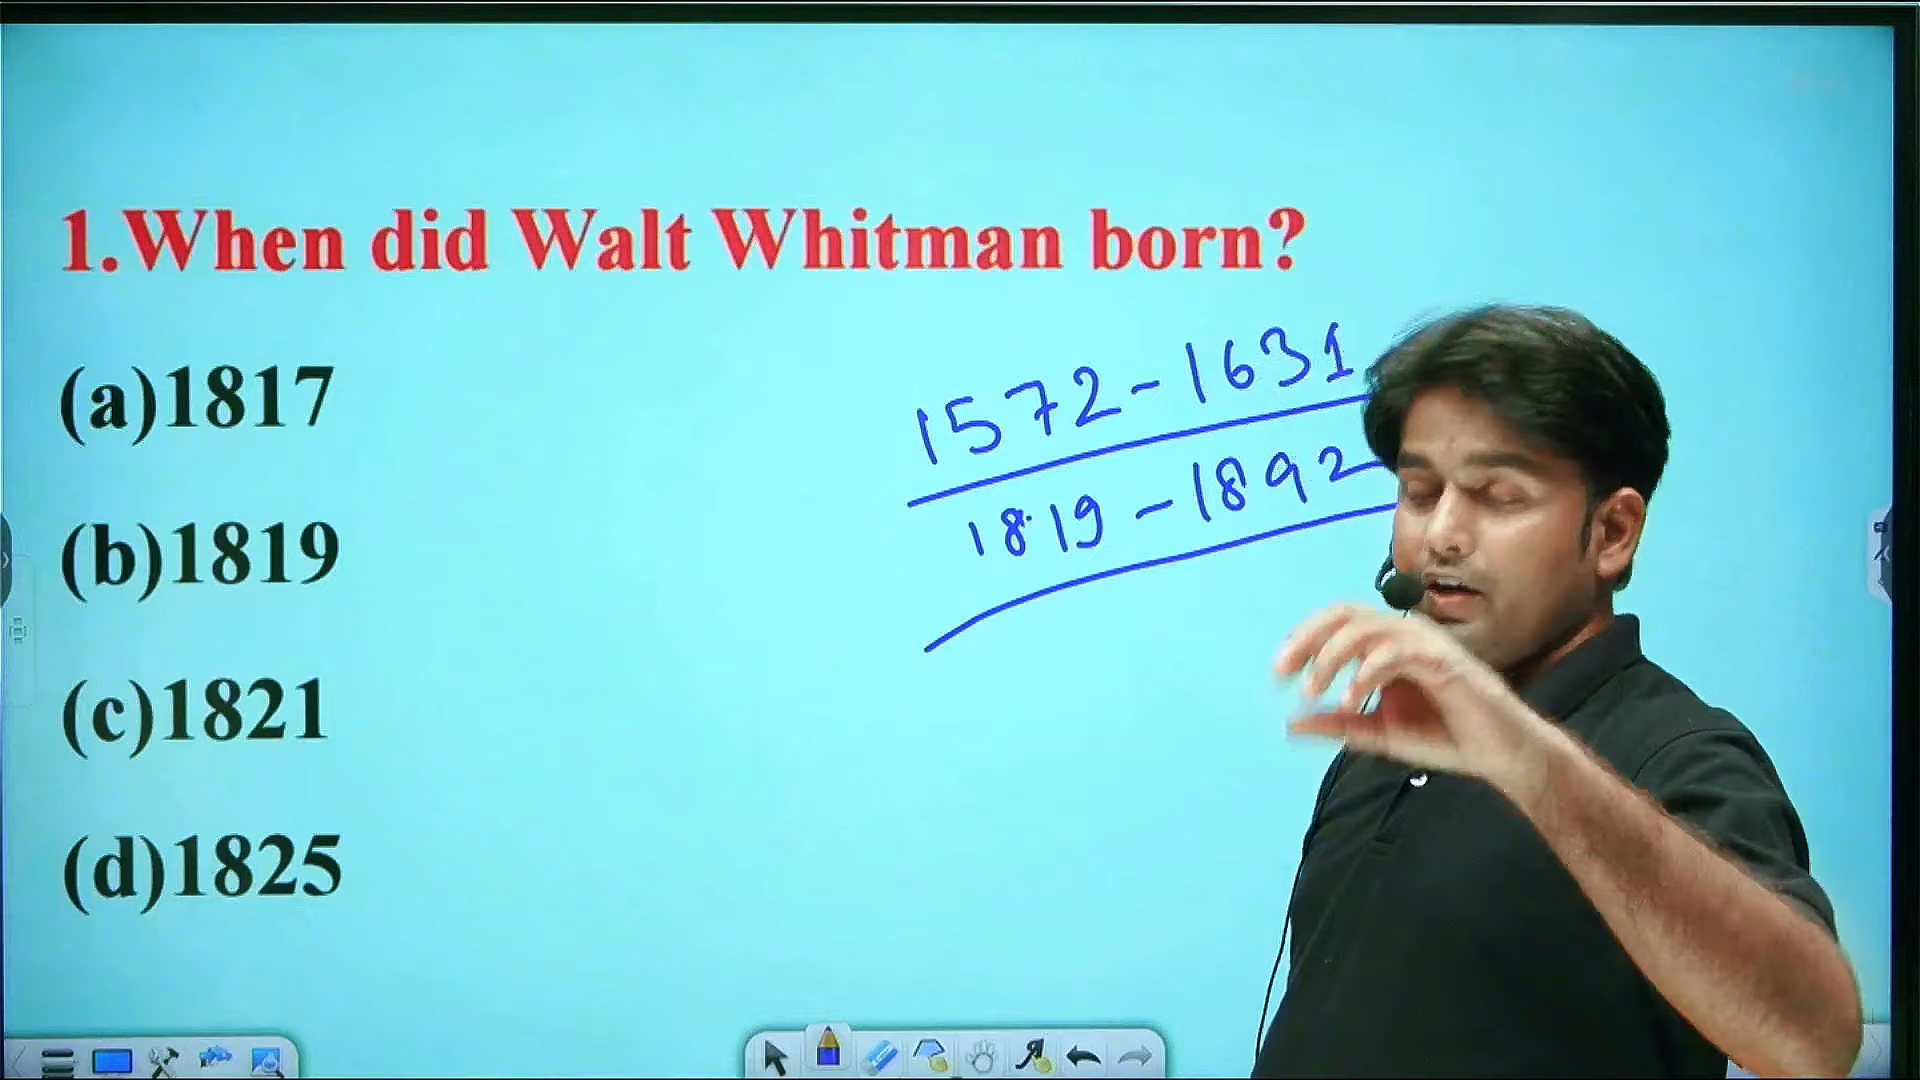 1.When did Walt Whitman born?
(a)1817
(b)1819
(c)1821
(d)1825
1572-1631
1819-1892